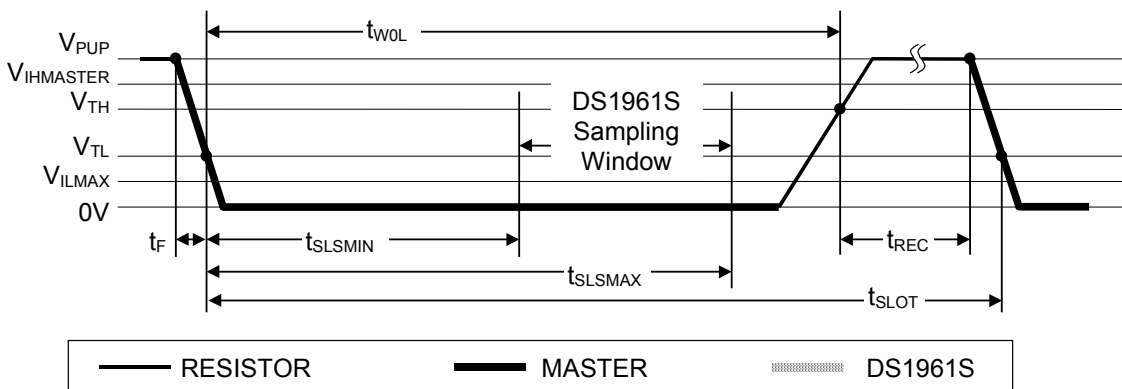 tW0L
VPUP
VIHMASTER
VTH
VTL
VILMAX
0V
DS1961S
Sampling
Window
tF
tSLSMIN
tREC
tSLSMAX
tSLOT
RESISTOR MASTER DS1961S